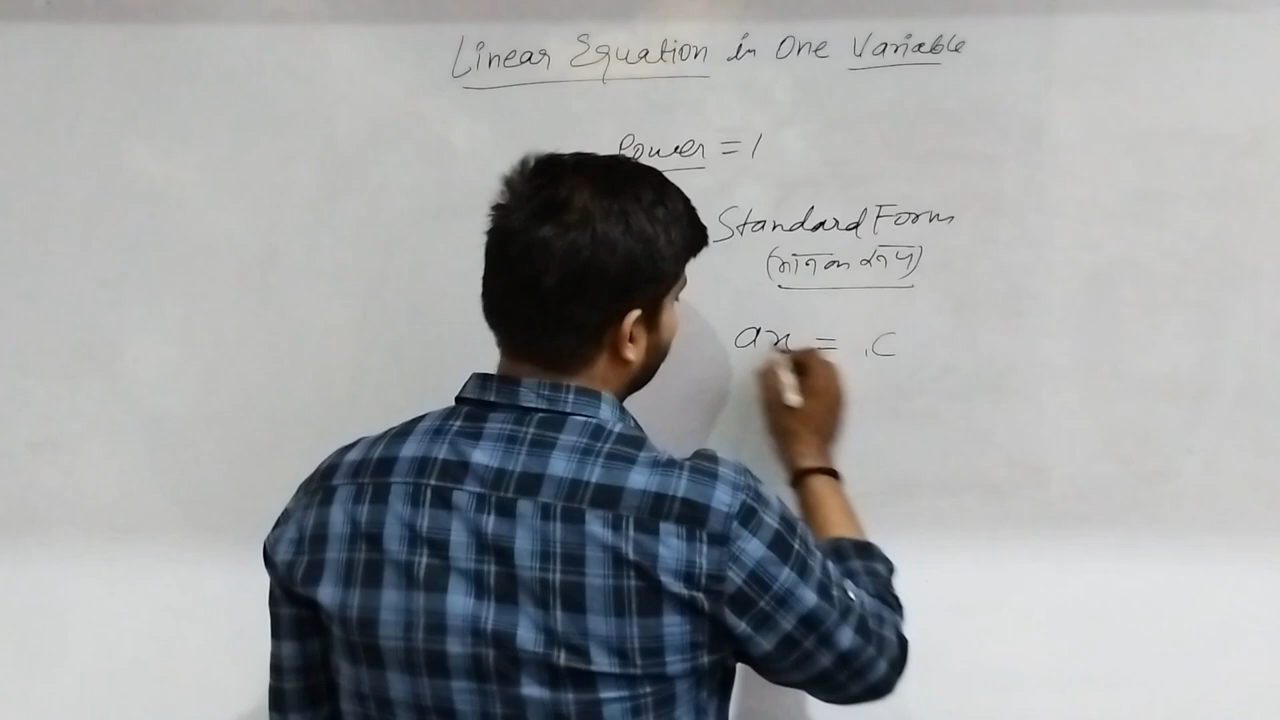 Linear Equation in One Variable
Power = 1
Standard Form
(मानक रूप)
ax = c